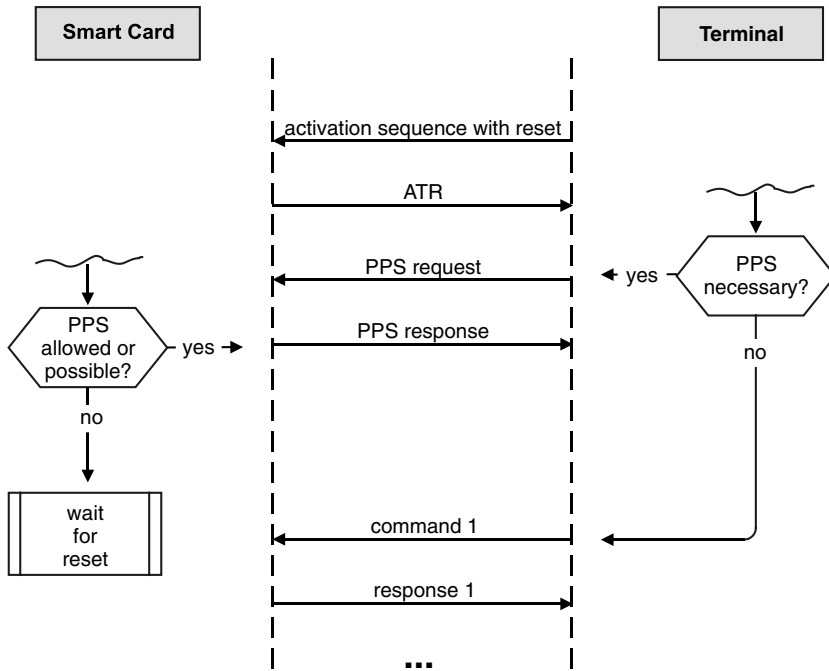 Smart Card
Terminal
activation sequence with reset
ATR
PPS request
yes
PPS
necessary?
PPS
allowed or
possible?
yes
PPS response
no
no
wait
for
reset
command 1
response 1
...